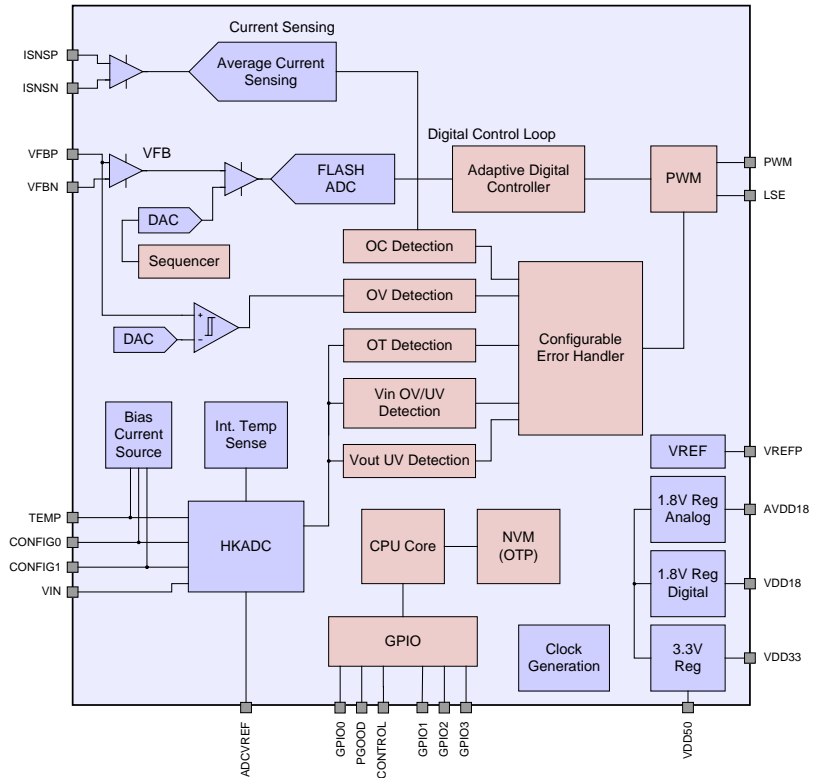 Current Sensing
ISNSP
ISNSN
Average Current
Sensing
VFBP
VFBN
VFB
FLASH
ADC
Digital Control Loop
Adaptive Digital
Controller
PWM
PWM
LSE
DAC
Sequencer
OC Detection
OV Detection
+
-
DAC
OT Detection
Configurable
Error Handler
Vin OV/UV
Detection
Vout UV Detection
Bias
Current
Source
Int. Temp
Sense
VREF
VREFP
TEMP
CONFIG0
CONFIG1
VIN
HKADC
CPU Core
NVM
(OTP)
1.8V Reg
Analog
AVDD18
1.8V Reg
Digital
VDD18
GPIO
Clock
Generation
3.3V
Reg
VDD33
ADCVREF
GPIO0
PGOOD
CONTROL
GPIO1
GPIO2
GPIO3
VDD50